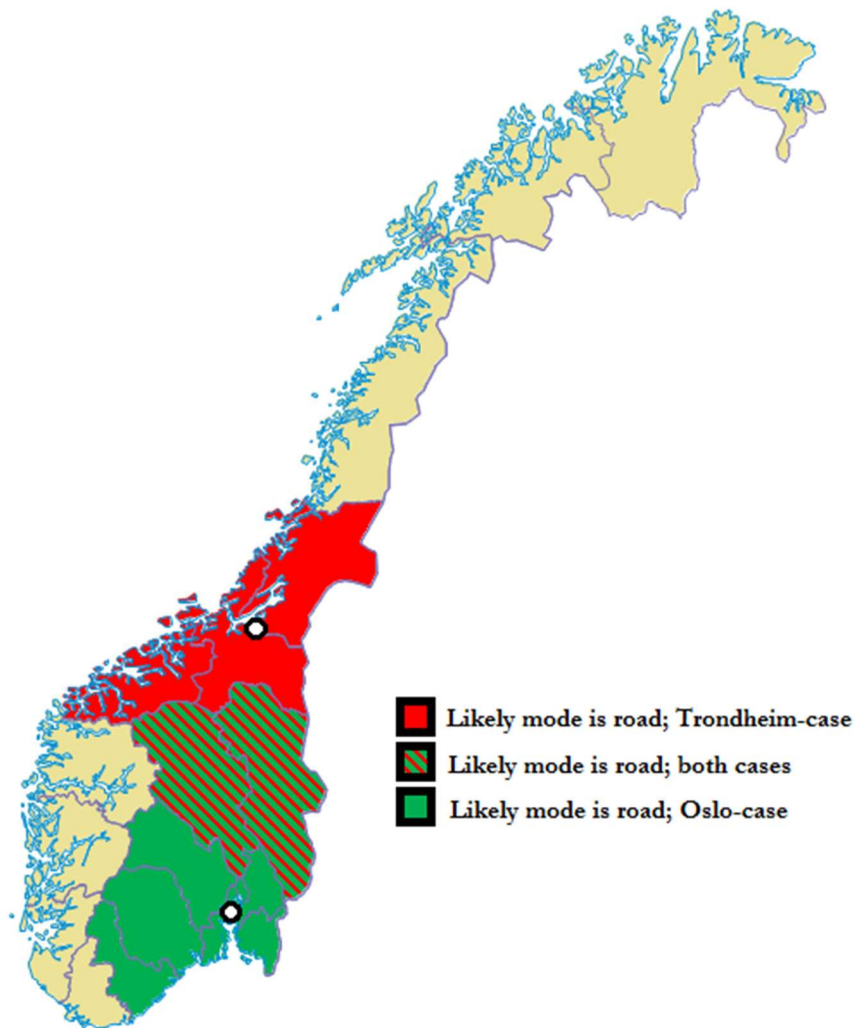 Likely mode is road; Trondheim-case
Likely mode is road; both cases
Likely mode is road; Oslo-case